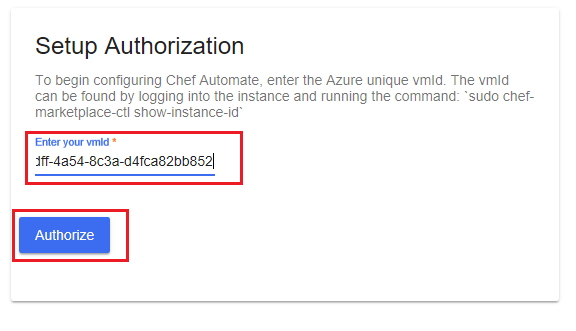 Setup Authorization
To begin configuring Chef Automate, enter the Azure unique vmId. The vmId
can be found by logging into the instance and running the command: `sudo chef-
marketplace-ctl show-instance-id`
Enter your vmId *
dff-4a54-8c3a-d4fca82bb852
Authorize